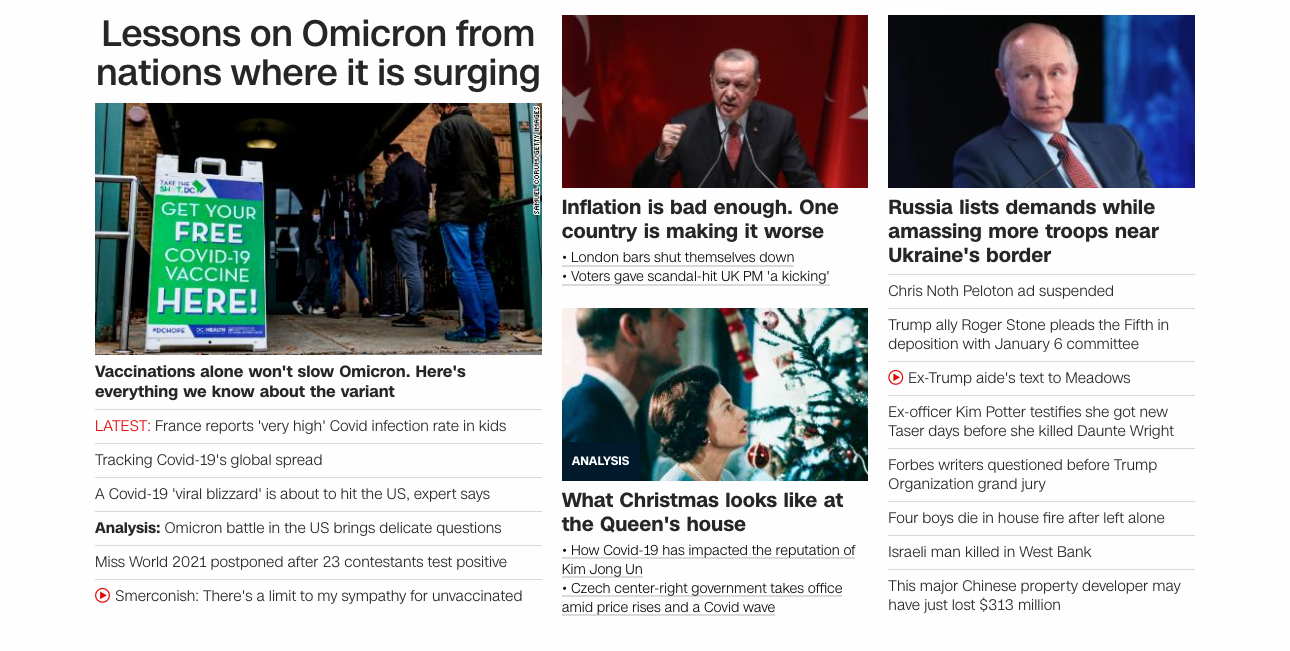 Lessons on Omicron from
nations where it is surging
SAMUEL CORUM/GETTY IMAGES
TAKE THE
SH T.DC
GET YOUR
FREE
COVID-19
VACCINE
HERE!
#DCHOPE
DC HEALTH
Vaccinations alone won't slow Omicron. Here's
everything we know about the variant
LATEST: France reports 'very high' Covid infection rate in kids
Tracking Covid-19's global spread
A Covid-19 'viral blizzard' is about to hit the US, expert says
Analysis: Omicron battle in the US brings delicate questions
Miss World 2021 postponed after 23 contestants test positive
Smerconish: There's a limit to my sympathy for unvaccinated
Inflation is bad enough. One
country is making it worse
• London bars shut themselves down
• Voters gave scandal-hit UK PM 'a kicking'
ANALYSIS
What Christmas looks like at
the Queen's house
• How Covid-19 has impacted the reputation of
Kim Jong Un
• Czech center-right government takes office
amid price rises and a Covid wave
Russia lists demands while
amassing more troops near
Ukraine's border
Chris Noth Peloton ad suspended
Trump ally Roger Stone pleads the Fifth in
deposition with January 6 committee
Ex-Trump aide's text to Meadows
Ex-officer Kim Potter testifies she got new
Taser days before she killed Daunte Wright
Forbes writers questioned before Trump
Organization grand jury
Four boys die in house fire after left alone
Israeli man killed in West Bank
This major Chinese property developer may
have just lost $313 million